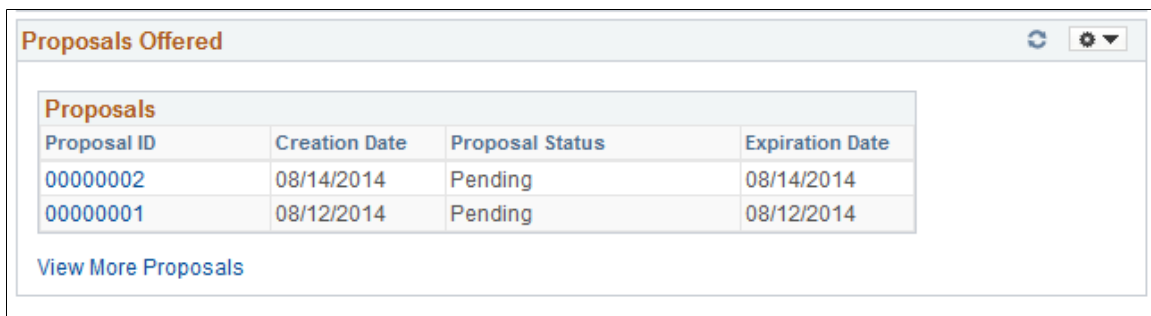 Proposals Offered
Proposals
Proposal ID Creation Date Proposal Status Expiration Date
00000002 08/14/2014 Pending 08/14/2014
00000001 08/12/2014 Pending 08/12/2014
View More Proposals